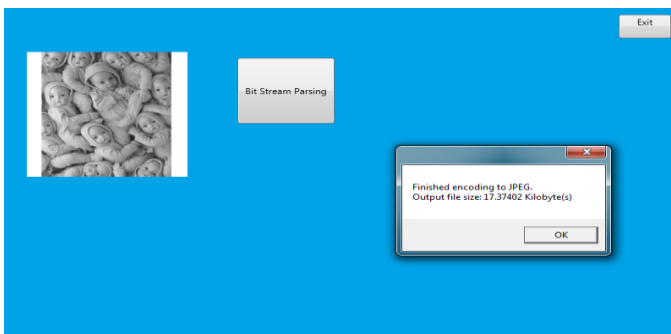 Exit
Bit Stream Parsing
Finished encoding to JPEG.
Output file size: 17.37402 Kilobyte(s)
OK